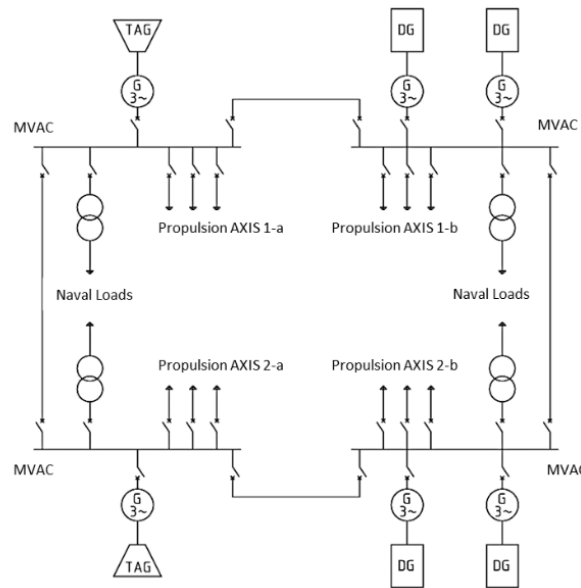 TAG DG DG
G 3~ G 3~ G 3~
MVAC MVAC
Propulsion AXIS 1-a Propulsion AXIS 1-b
Naval Loads Naval Loads
Propulsion AXIS 2-a Propulsion AXIS 2-b
MVAC MVAC
G 3~ G 3~ G 3~
TAG DG DG